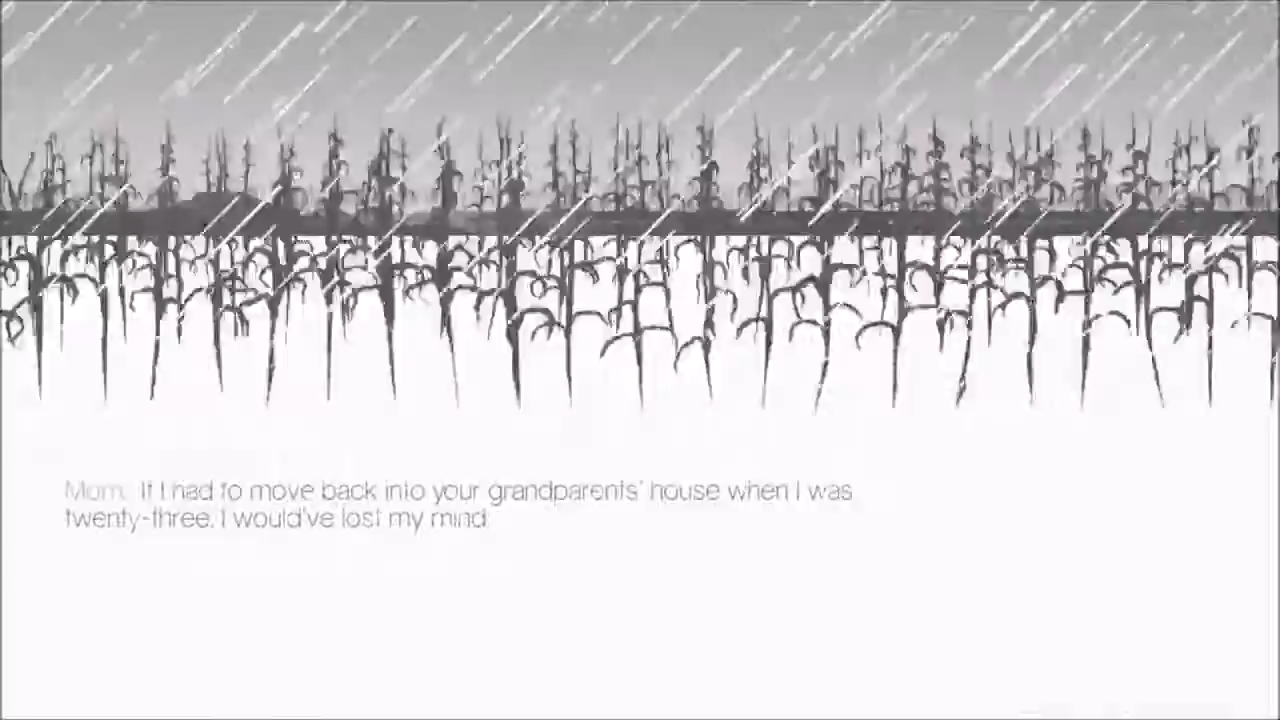 Mom: If I had to move back into your grandparents' house when I was
twenty-three, I would've lost my mind.